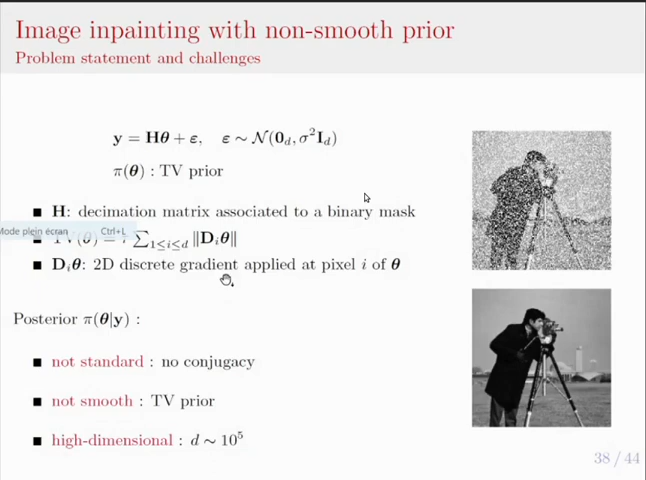 Image inpainting with non-smooth prior
Problem statement and challenges
y = Hθ + ε, ε ∼ N(0_d, σ²I_d)
π(θ) : TV prior
■ H: decimation matrix associated to a binary mask
Mode plein écran Ctrl+L
■ (θ) = ∑_{1≤i≤d} ‖D_iθ‖
■ D_iθ: 2D discrete gradient applied at pixel i of θ
Posterior π(θ|y) :
■ not standard : no conjugacy
■ not smooth : TV prior
■ high-dimensional : d ∼ 10⁵
38 / 44